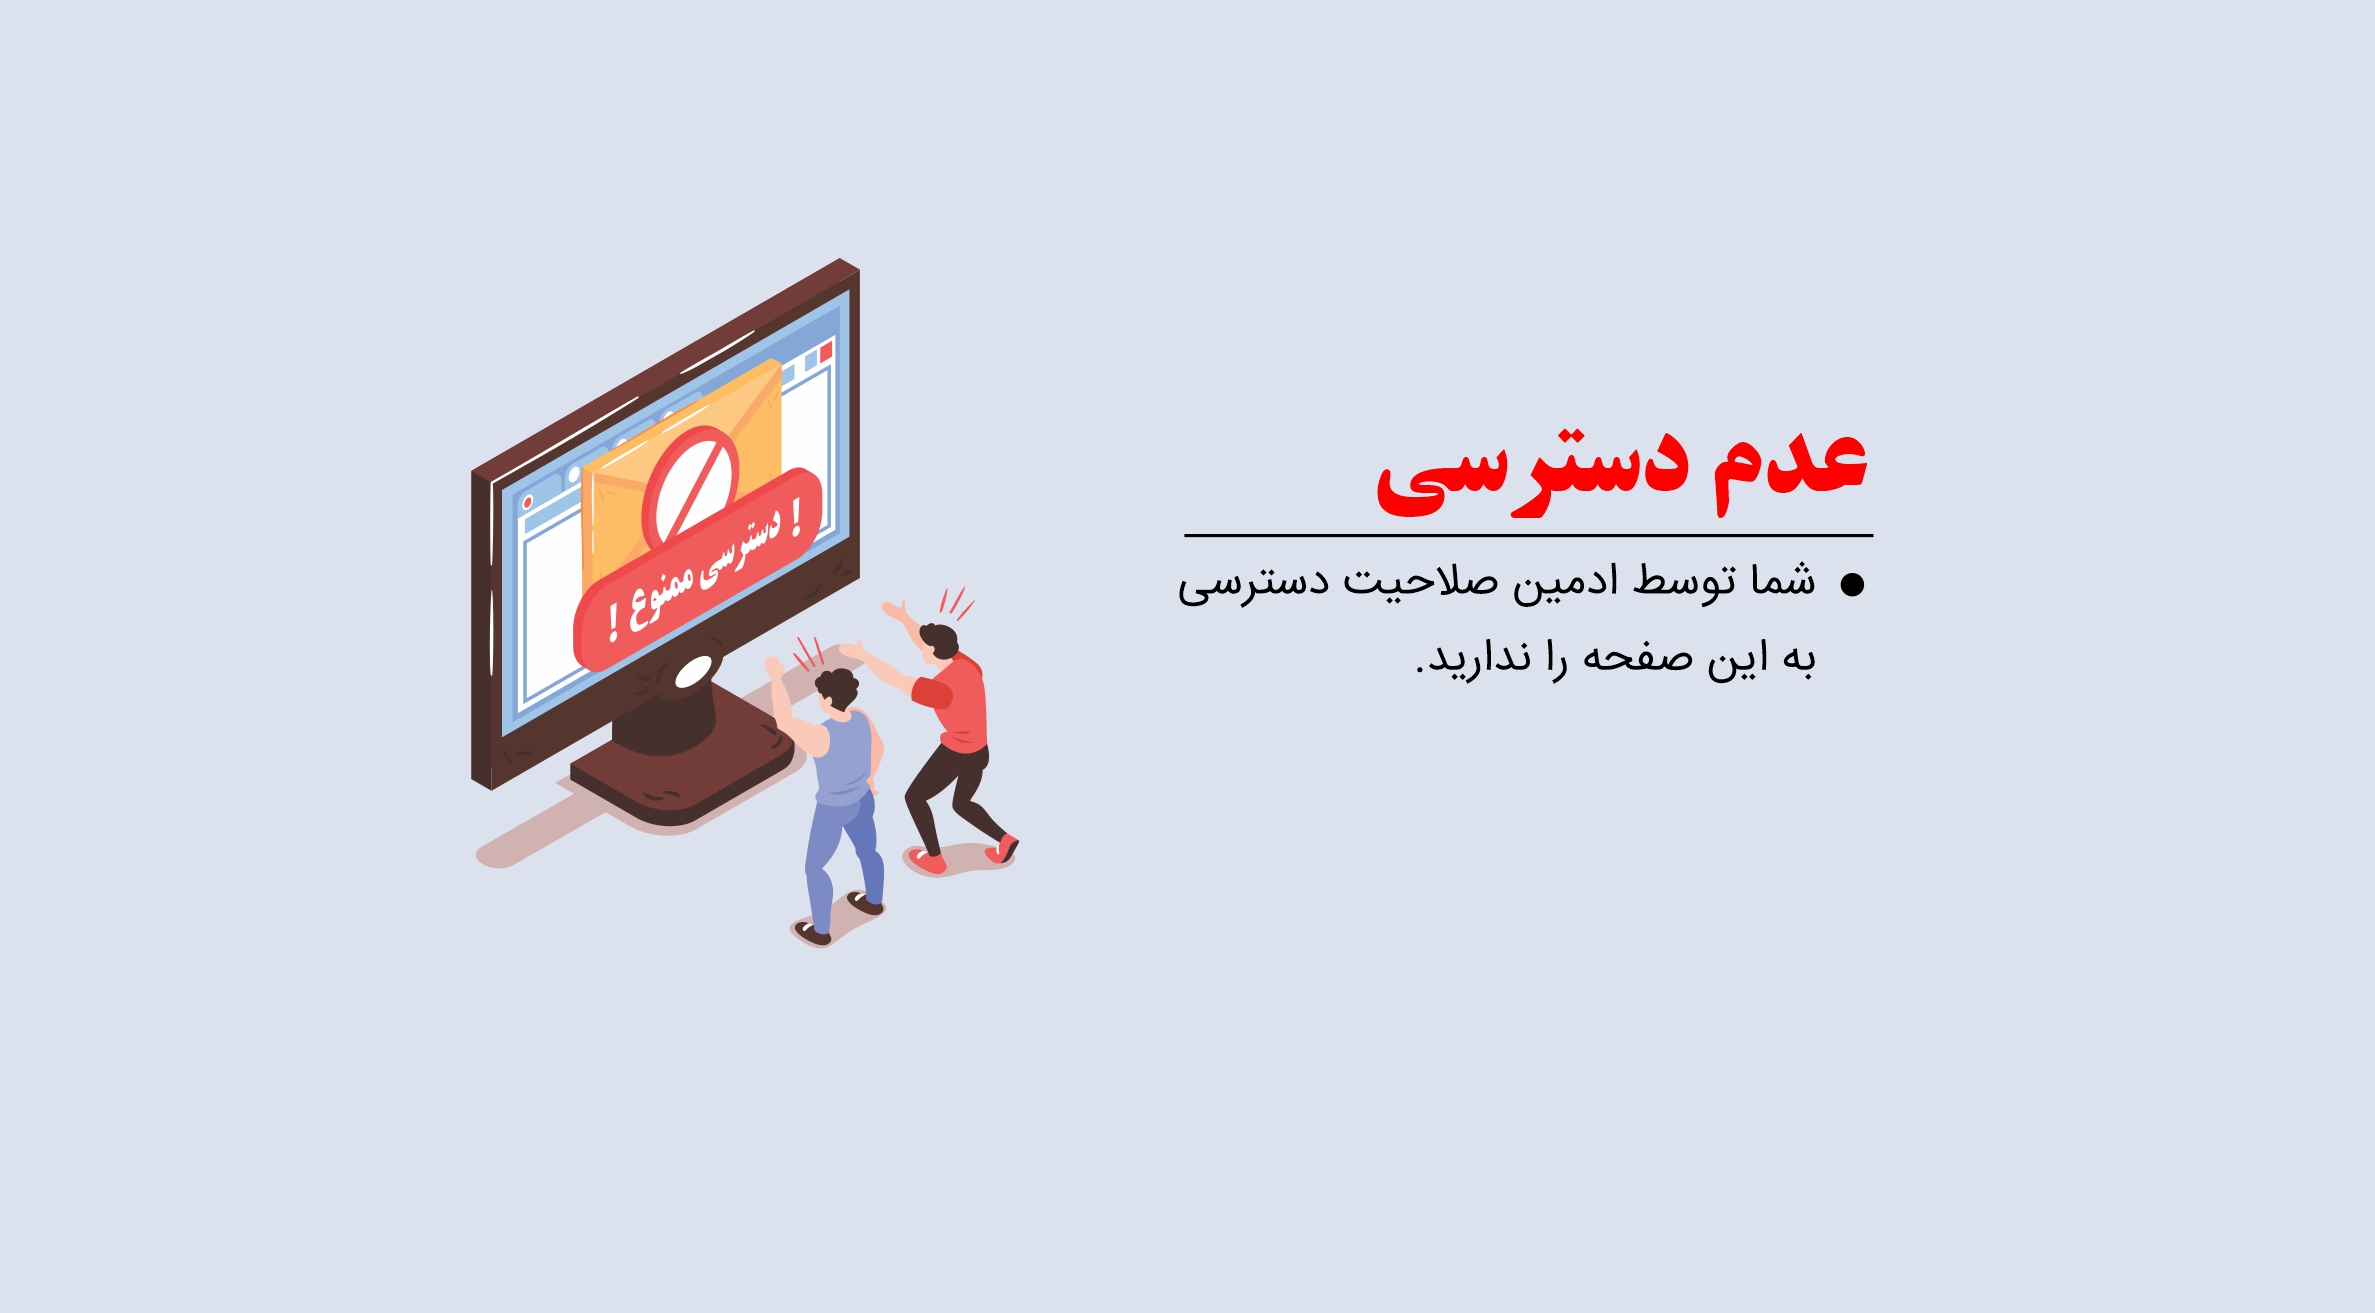 عدم دسترسی
● شما توسط ادمین صلاحیت دسترسی
به این صفحه را ندارید.
! دسترسی ممنوع !